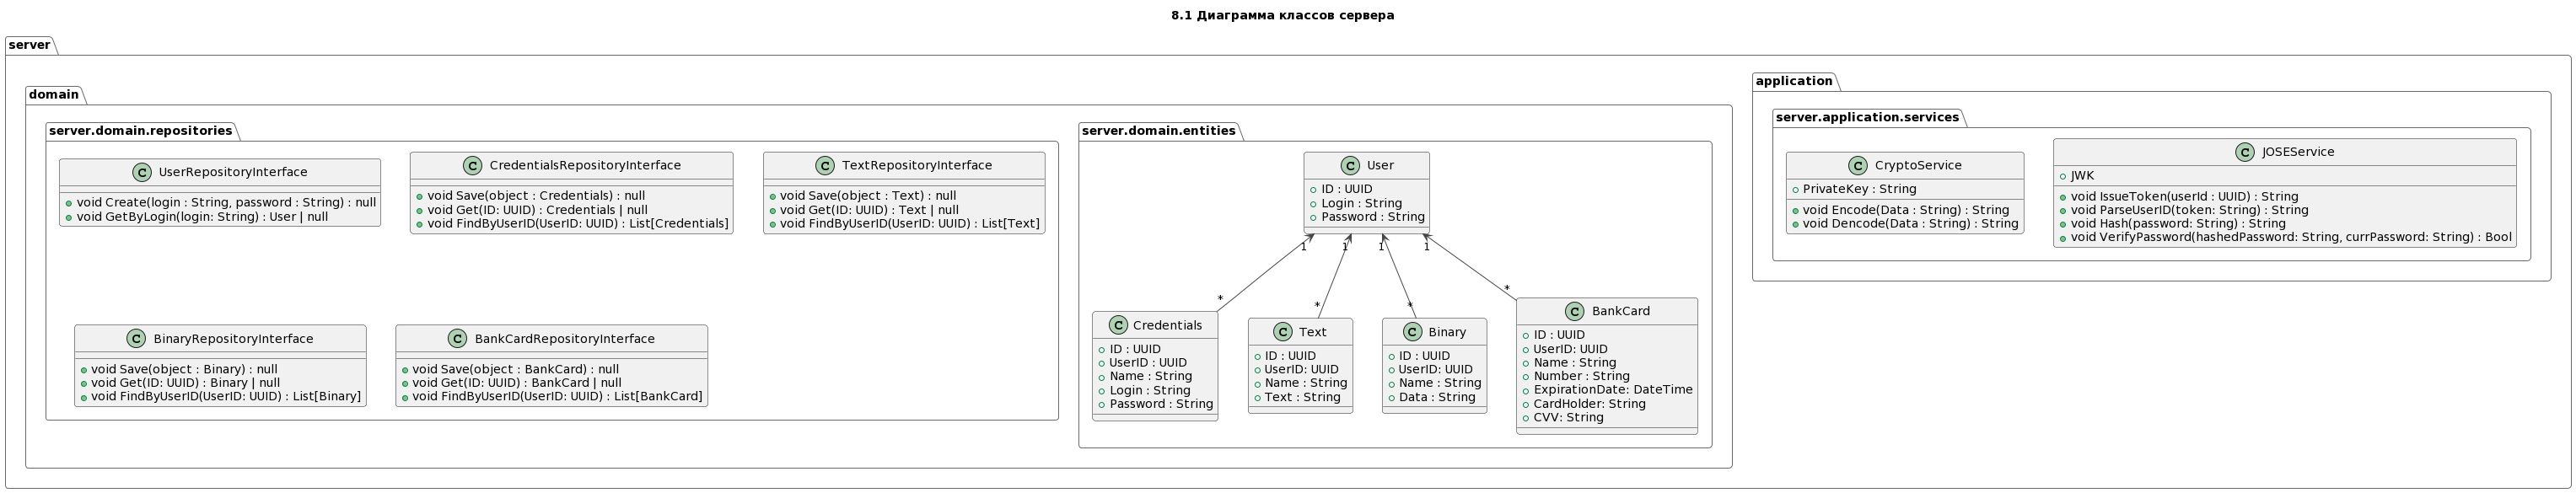 8.1 Диаграмма классов сервера
server
domain
server.domain.repositories
UserRepositoryInterface
void Create(login : String, password : String) : null
void GetByLogin(login: String) : User | null
CredentialsRepositoryInterface
void Save(object : Credentials) : null
void Get(ID: UUID) : Credentials | null
void FindByUserID(UserID: UUID) : List[Credentials]
TextRepositoryInterface
void Save(object : Text) : null
void Get(ID: UUID) : Text | null
void FindByUserID(UserID: UUID) : List[Text]
BinaryRepositoryInterface
void Save(object : Binary) : null
void Get(ID: UUID) : Binary | null
void FindByUserID(UserID: UUID) : List[Binary]
BankCardRepositoryInterface
void Save(object : BankCard) : null
void Get(ID: UUID) : BankCard | null
void FindByUserID(UserID: UUID) : List[BankCard]
server.domain.entities
User
ID : UUID
Login : String
Password : String
1
1
1
1
*
*
*
*
Credentials
ID : UUID
UserID : UUID
Name : String
Login : String
Password : String
Text
ID : UUID
UserID: UUID
Name : String
Text : String
Binary
ID : UUID
UserID: UUID
Name : String
Data : String
BankCard
ID : UUID
UserID: UUID
Name : String
Number : String
ExpirationDate: DateTime
CardHolder: String
CVV: String
application
server.application.services
CryptoService
PrivateKey : String
void Encode(Data : String) : String
void Dencode(Data : String) : String
JOSEService
JWK
void IssueToken(userId : UUID) : String
void ParseUserID(token: String) : String
void Hash(password: String) : String
void VerifyPassword(hashedPassword: String, currPassword: String) : Bool